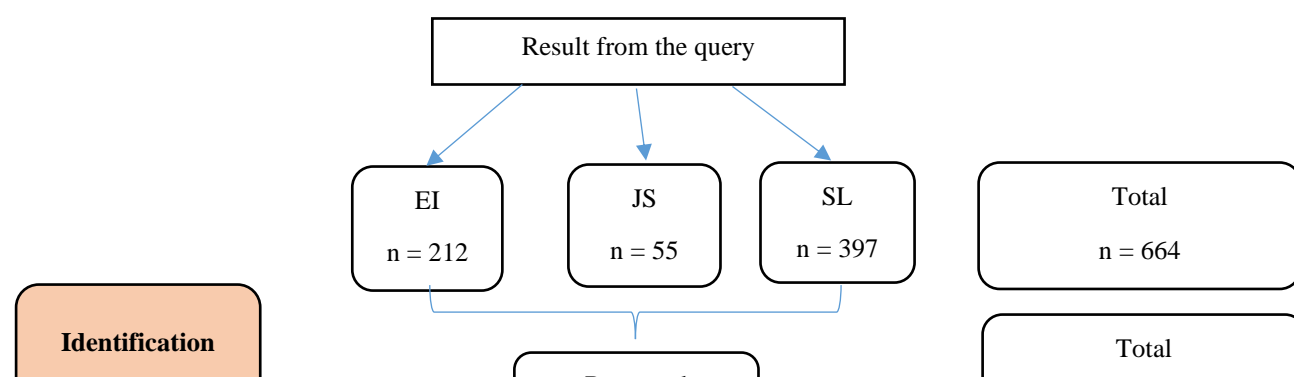 Result from the query
EI
n = 212
JS
n = 55
SL
n = 397
Total
n = 664
Identification
Total